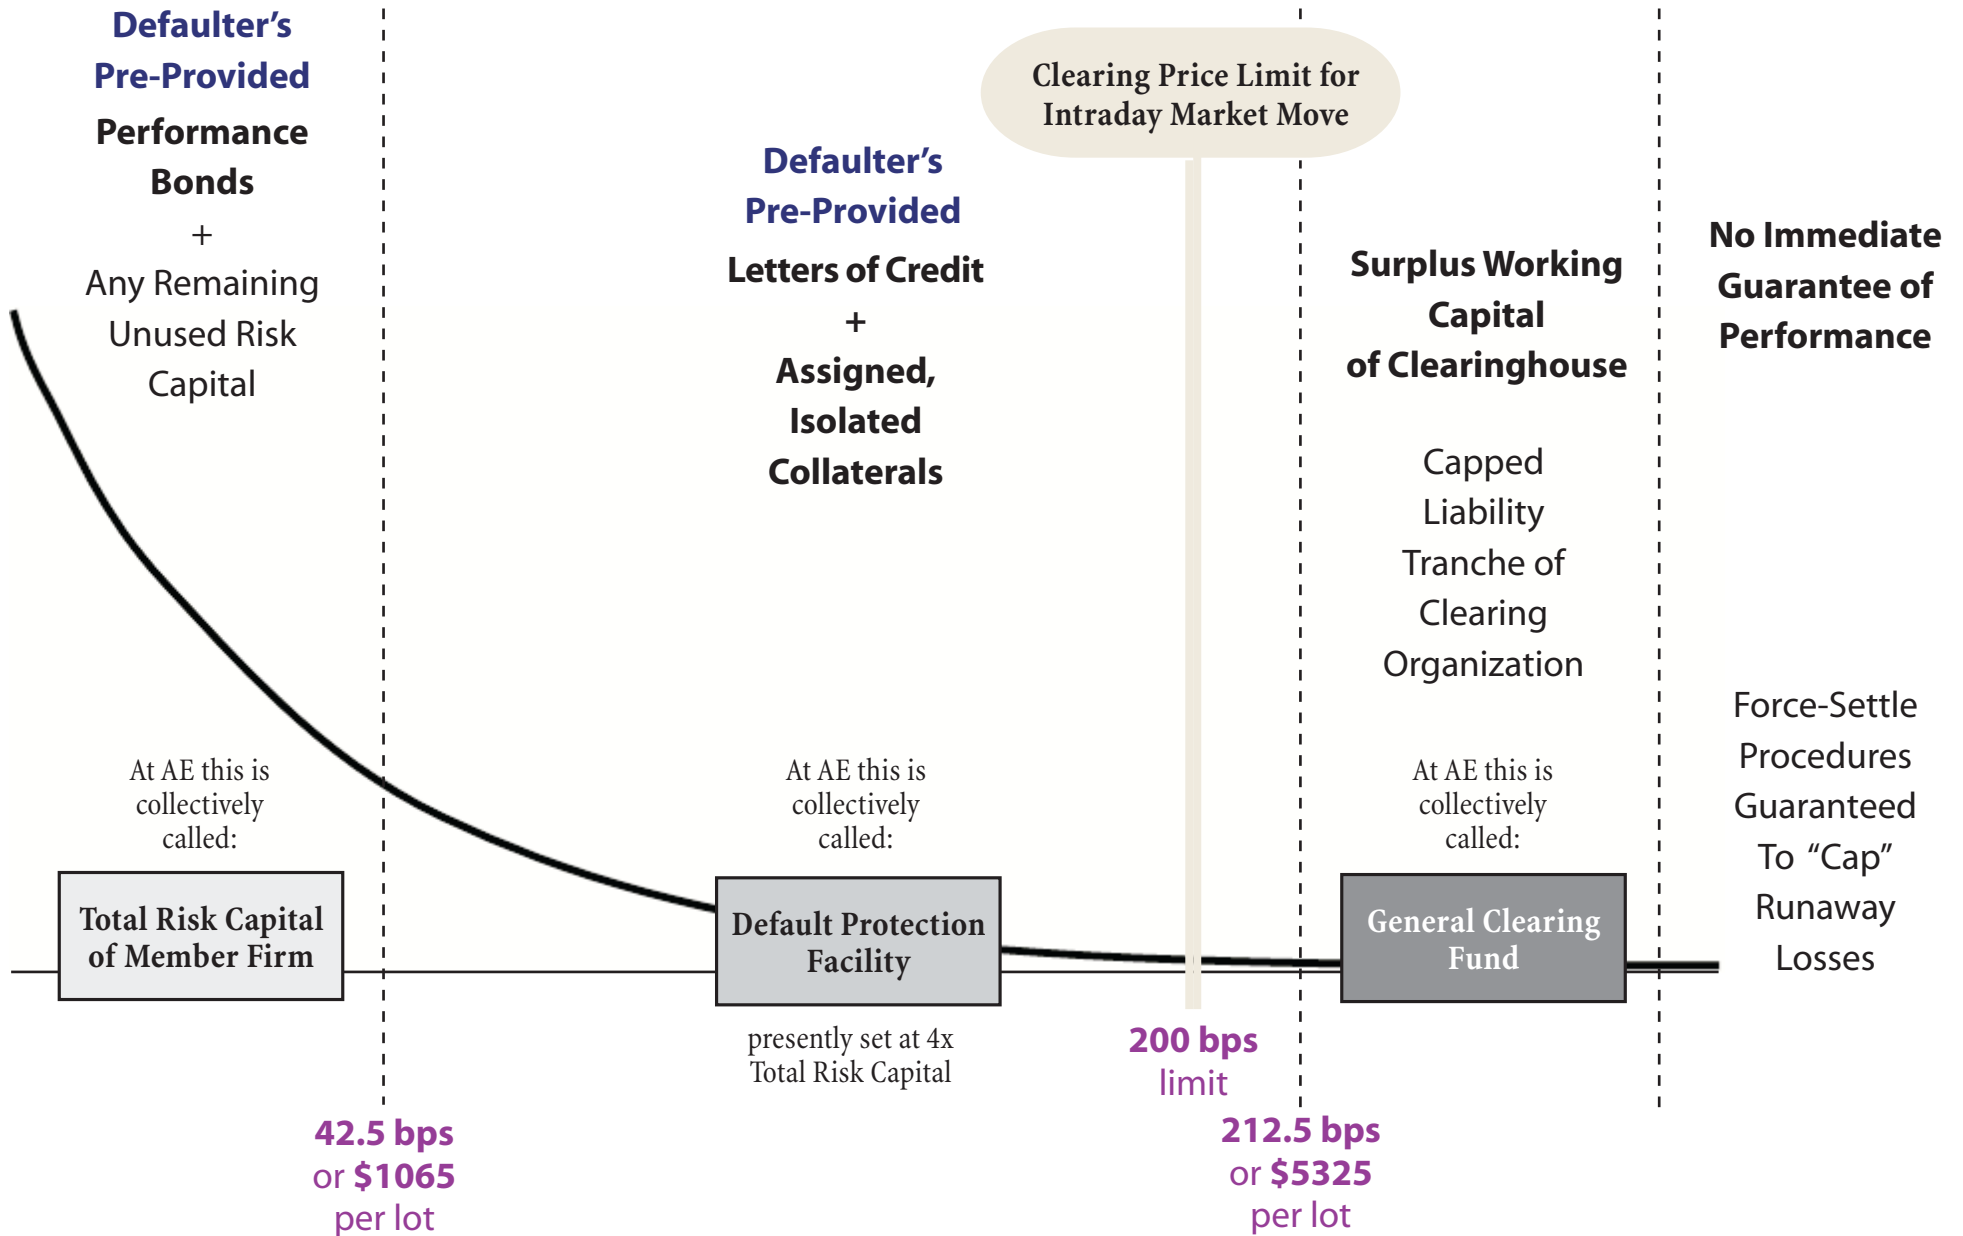 Defaulter’s
Pre-Provided
Performance
Bonds
+
Any Remaining
Unused Risk
Capital
At AE this is
collectively
called:
Total Risk Capital
of Member Firm
42.5 bps
or $1065
per lot
Defaulter’s
Pre-Provided
Letters of Credit
+
Assigned,
Isolated
Collaterals
At AE this is
collectively
called:
Default Protection
Facility
presently set at 4x
Total Risk Capital
Clearing Price Limit for
Intraday Market Move
200 bps
limit
212.5 bps
or $5325
per lot
Surplus Working
Capital
of Clearinghouse
Capped
Liability
Tranche of
Clearing
Organization
At AE this is
collectively
called:
General Clearing
Fund
No Immediate
Guarantee of
Performance
Force-Settle
Procedures
Guaranteed
To “Cap”
Runaway
Losses